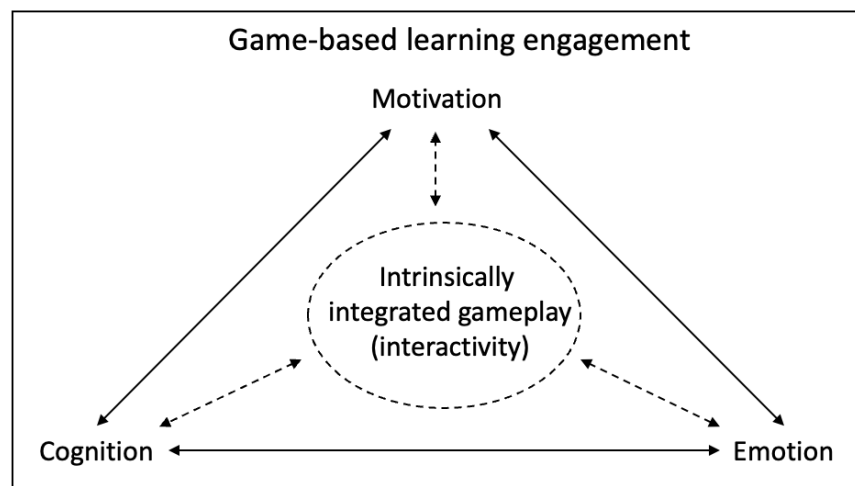 Game-based learning engagement
Motivation
Intrinsically
integrated gameplay
(interactivity)
Cognition
Emotion